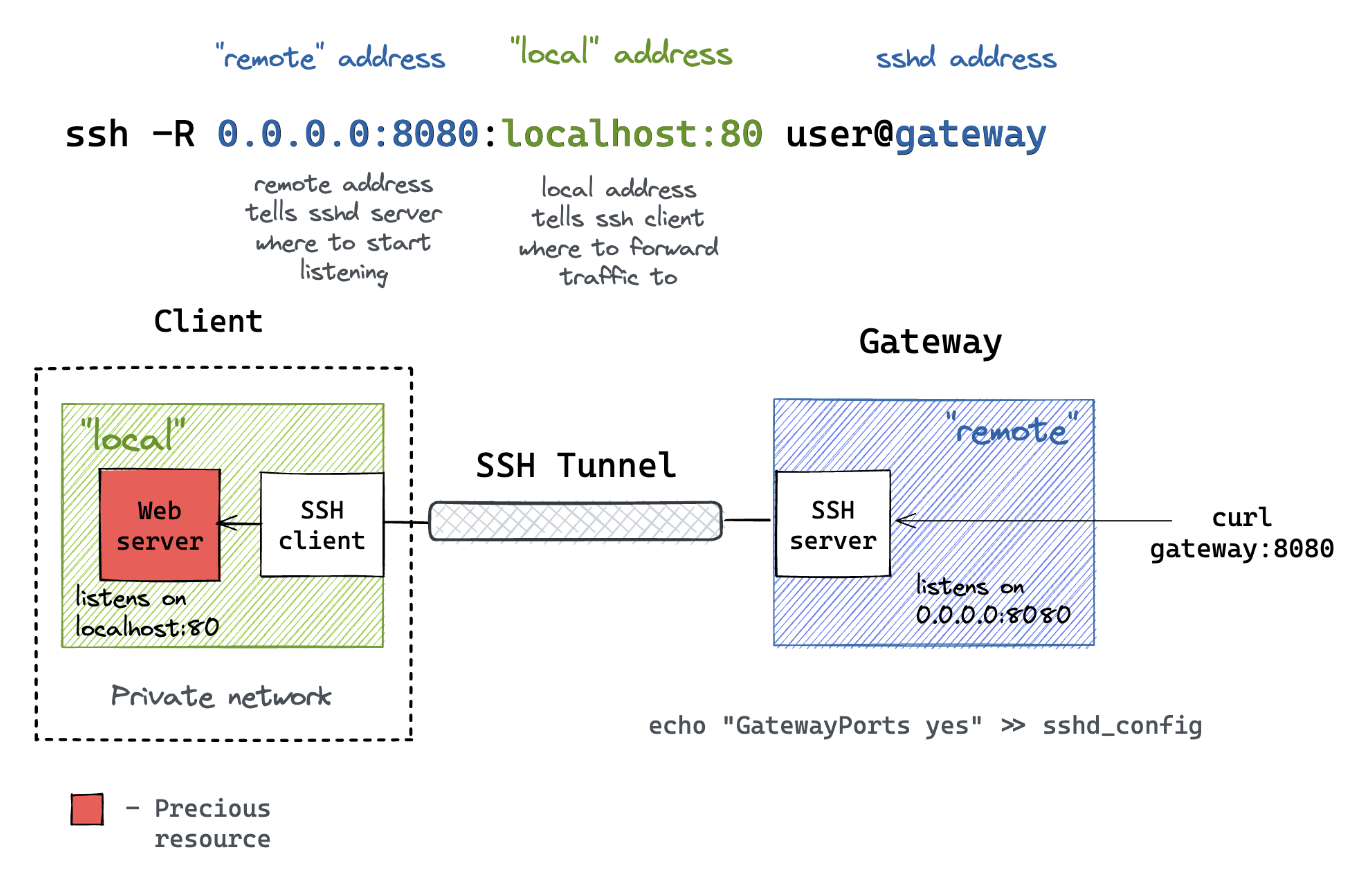 "remote" address "local" address sshd address
ssh -R 0.0.0.0:8080:localhost:80 user@gateway
remote address
tells sshd server
where to start
listening
local address
tells ssh client
where to forward
traffic to
Client
Gateway
"local"
Web
server
listens on
localhost:80
SSH
client
Private network
SSH Tunnel
"remote"
SSH
server
listens on
0.0.0.0:8080
curl
gateway:8080
echo "GatewayPorts yes" >> sshd_config
- Precious
resource